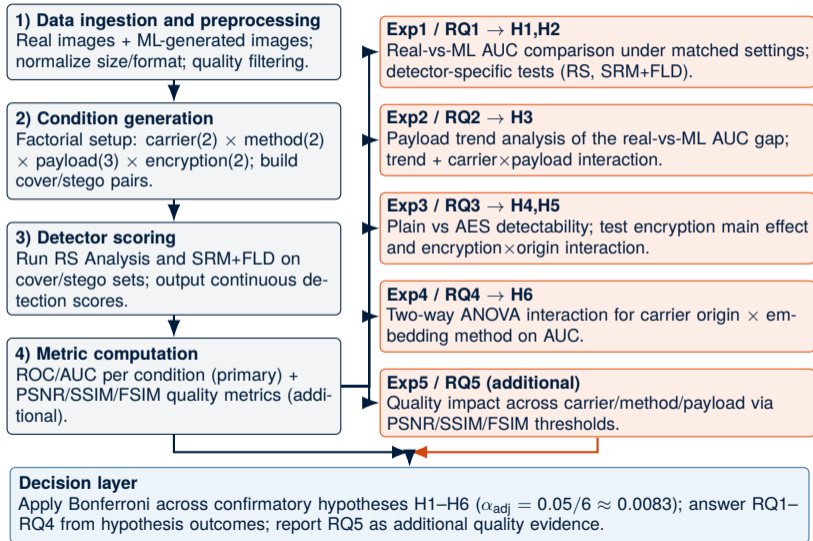 1) Data ingestion and preprocessing
Real images + ML-generated images;
normalize size/format; quality filtering.
2) Condition generation
Factorial setup: carrier(2) × method(2)
× payload(3) × encryption(2); build
cover/stego pairs.
3) Detector scoring
Run RS Analysis and SRM+FLD on
cover/stego sets; output continuous de-
tection scores.
4) Metric computation
ROC/AUC per condition (primary) +
PSNR/SSIM/FSIM quality metrics (addi-
tional).
Exp1 / RQ1 → H1,H2
Real-vs-ML AUC comparison under matched settings;
detector-specific tests (RS, SRM+FLD).
Exp2 / RQ2 → H3
Payload trend analysis of the real-vs-ML AUC gap;
trend + carrier×payload interaction.
Exp3 / RQ3 → H4,H5
Plain vs AES detectability; test encryption main effect
and encryption×origin interaction.
Exp4 / RQ4 → H6
Two-way ANOVA interaction for carrier origin × em-
bedding method on AUC.
Exp5 / RQ5 (additional)
Quality impact across carrier/method/payload via
PSNR/SSIM/FSIM thresholds.
Decision layer
Apply Bonferroni across confirmatory hypotheses H1–H6 (α_adj = 0.05/6 ≈ 0.0083); answer RQ1–
RQ4 from hypothesis outcomes; report RQ5 as additional quality evidence.